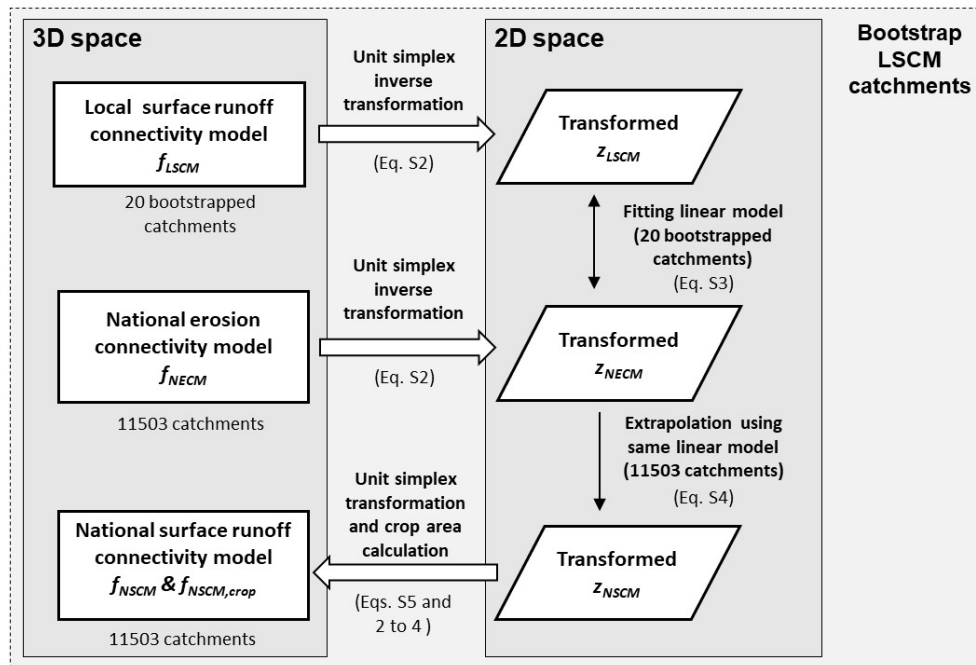 3D space
2D space
Bootstrap
LSCM
catchments
Local surface runoff
connectivity model
f_LSCM
20 bootstrapped
catchments
Unit simplex
inverse
transformation
(Eq. S2)
Transformed
z_LSCM
Fitting linear model
(20 bootstrapped
catchments)
(Eq. S3)
National erosion
connectivity model
f_NECM
11503 catchments
Unit simplex
inverse
transformation
(Eq. S2)
Transformed
z_NECM
Extrapolation using
same linear model
(11503 catchments)
(Eq. S4)
National surface runoff
connectivity model
f_NSCM & f_NSCM,crop
11503 catchments
Unit simplex
transformation
and crop area
calculation
(Eqs. S5 and
2 to 4 )
Transformed
z_NSCM